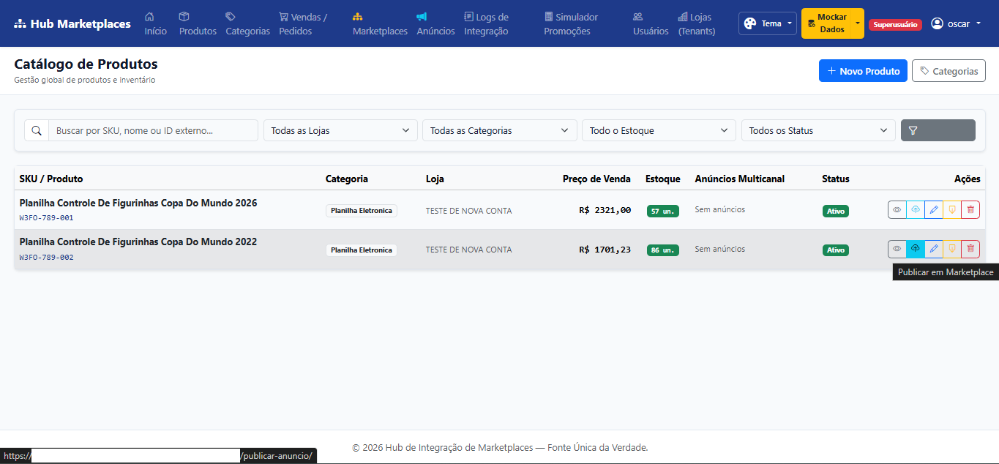 Hub Marketplaces
Início
Produtos
Categorias
Vendas /
Pedidos
Marketplaces
Anúncios
Logs de
Integração
Simulador
Promoções
Usuários
Lojas
(Tenants)
Tema
Mockar
Dados
Superusuário
oscar
Catálogo de Produtos
Gestão global de produtos e inventário
Novo Produto
Categorias
Buscar por SKU, nome ou ID externo...
Todas as Lojas
Todas as Categorias
Todo o Estoque
Todos os Status
SKU / Produto Categoria Loja Preço de Venda Estoque Anúncios Multicanal Status Ações
Planilha Controle De Figurinhas Copa Do Mundo 2026
W3FO-789-001
Planilha Eletronica
TESTE DE NOVA CONTA
R$ 2321,00
57 un.
Sem anúncios
Ativo
Planilha Controle De Figurinhas Copa Do Mundo 2022
W3FO-789-002
Planilha Eletronica
TESTE DE NOVA CONTA
R$ 1701,23
86 un.
Sem anúncios
Ativo
Publicar em Marketplace
© 2026 Hub de Integração de Marketplaces — Fonte Única da Verdade.
https:// /publicar-anuncio/